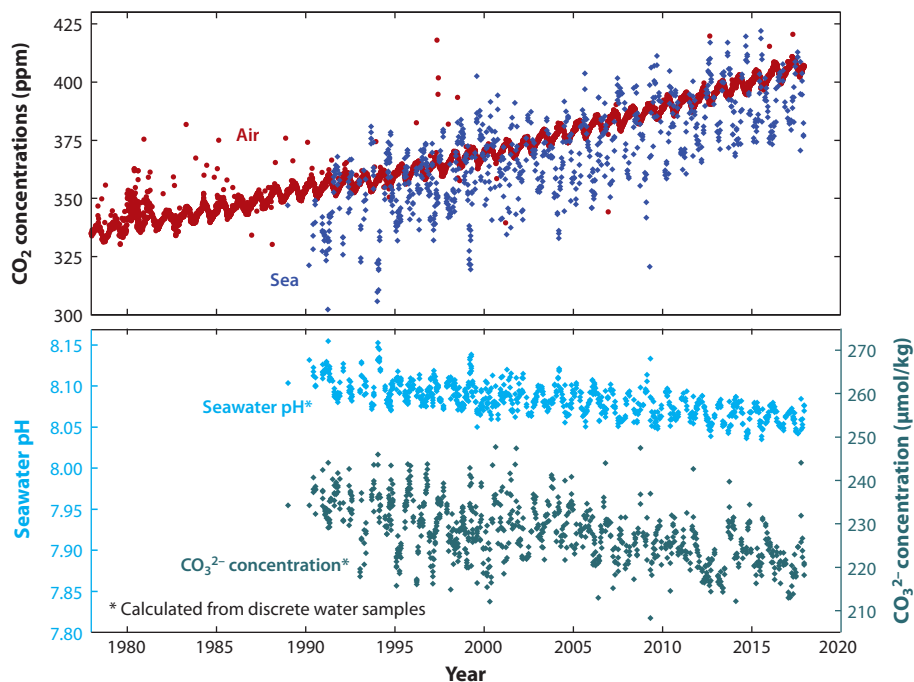 CO₂ concentrations (ppm)
425
400
375
350
325
300
Air
Sea
Seawater pH
8.15
8.10
8.05
8.00
7.95
7.90
7.85
7.80
Seawater pH*
CO₃²⁻ concentration*
* Calculated from discrete water samples
270
260
250
240
230
220
210
CO₃²⁻ concentration (μmol/kg)
1980 1985 1990 1995 2000 2005 2010 2015 2020
Year